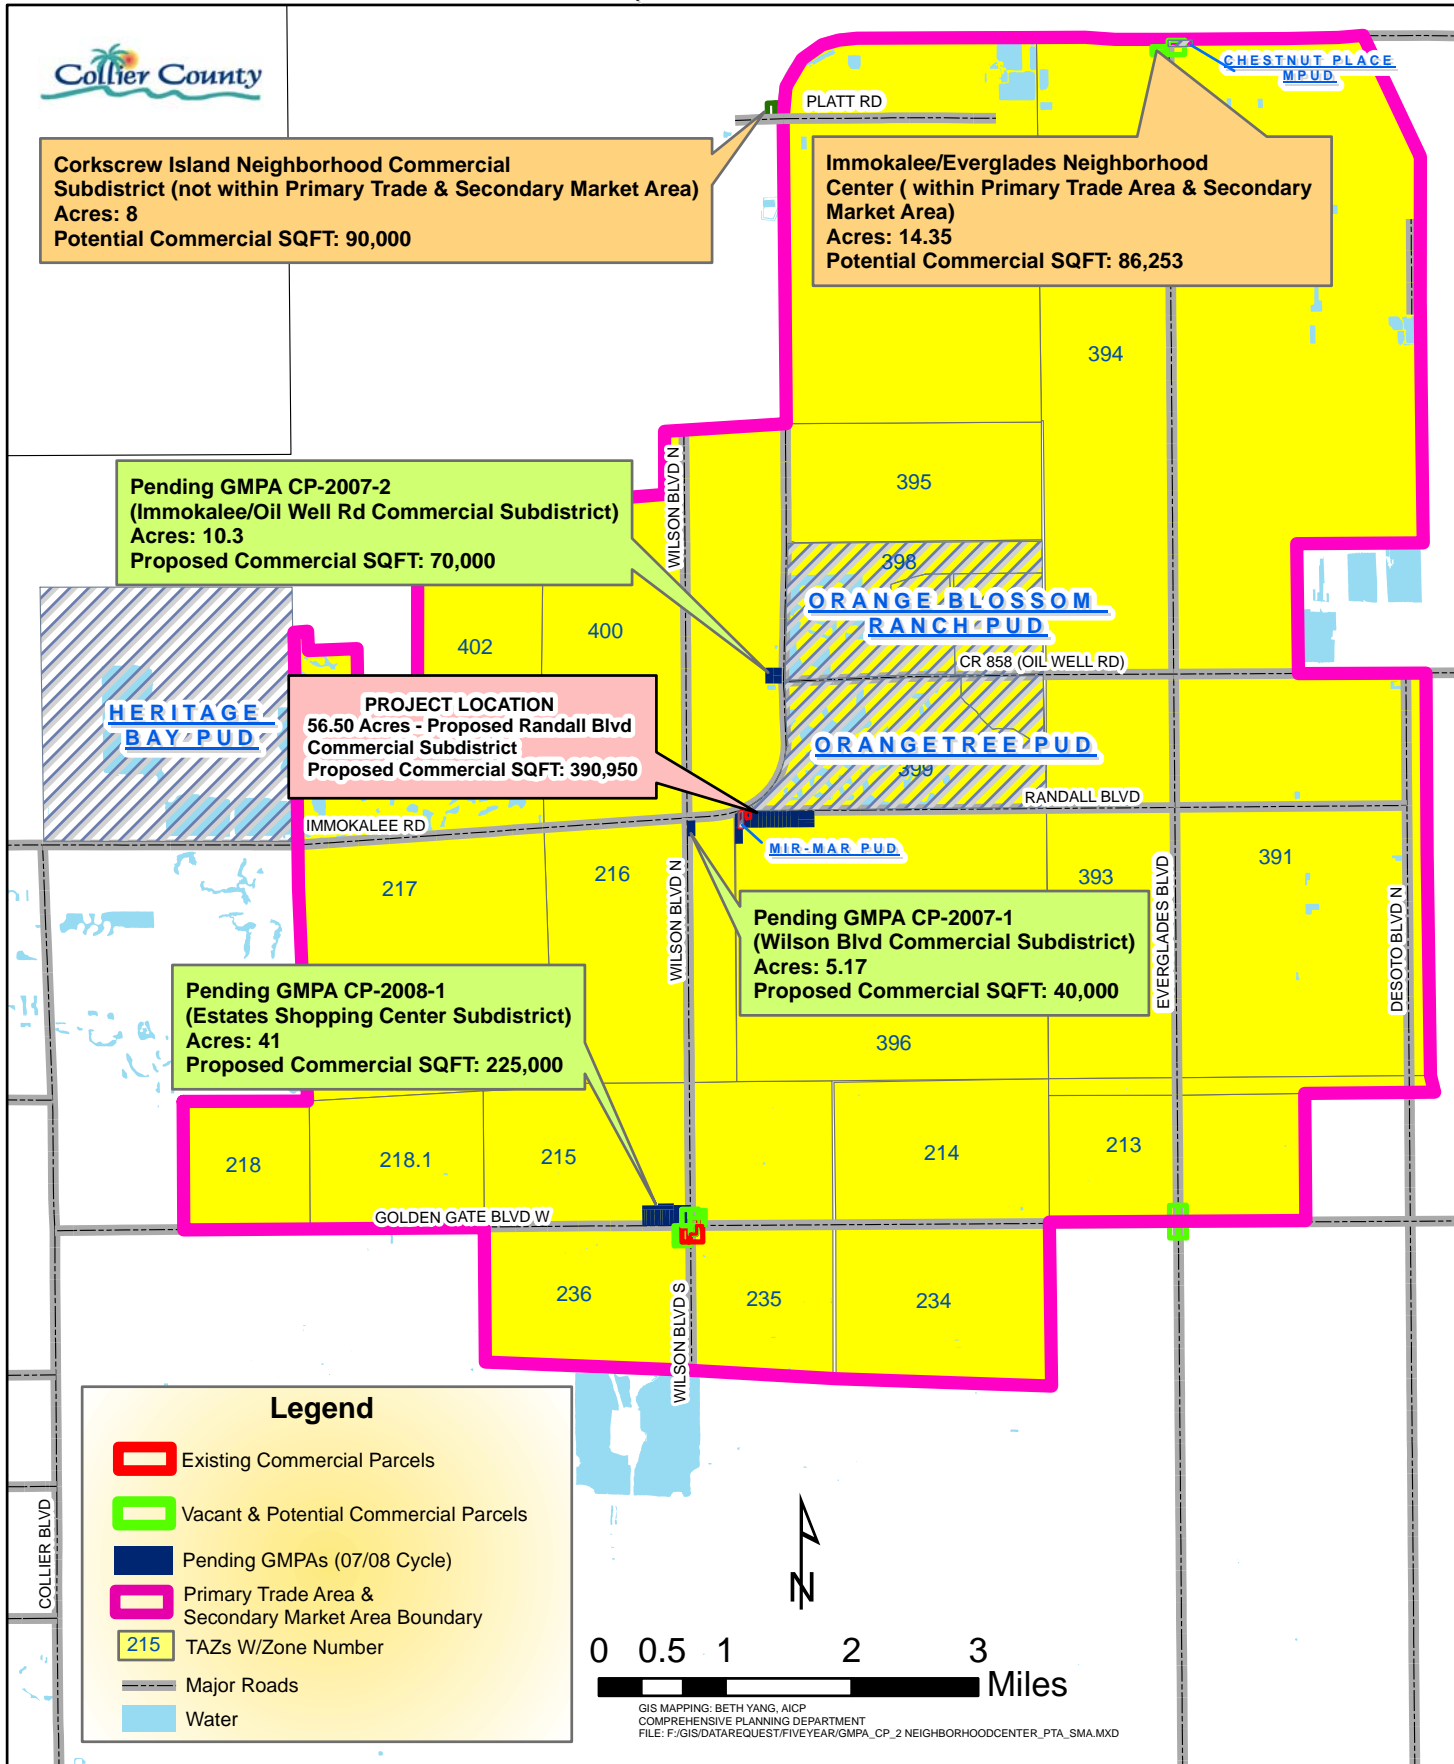 Collier County
CHESTNUT PLACE
MPUD
PLATT RD
Corkscrew Island Neighborhood Commercial
Subdistrict (not within Primary Trade & Secondary Market Area)
Acres: 8
Potential Commercial SQFT: 90,000
Immokalee/Everglades Neighborhood
Center ( within Primary Trade Area & Secondary
Market Area)
Acres: 14.35
Potential Commercial SQFT: 86,253
394
WILSON BLVD N
395
Pending GMPA CP-2007-2
(Immokalee/Oil Well Rd Commercial Subdistrict)
Acres: 10.3
Proposed Commercial SQFT: 70,000
398
ORANGE BLOSSOM
RANCH PUD
402
400
CR 858 (OIL WELL RD)
HERITAGE
BAY PUD
PROJECT LOCATION
56.50 Acres - Proposed Randall Blvd
Commercial Subdistrict
Proposed Commercial SQFT: 390,950
ORANGETREE PUD
399
RANDALL BLVD
IMMOKALEE RD
MIR-MAR PUD
217
216
393
391
WILSON BLVD N
EVERGLADES BLVD
DESOTO BLVD N
Pending GMPA CP-2007-1
(Wilson Blvd Commercial Subdistrict)
Acres: 5.17
Proposed Commercial SQFT: 40,000
Pending GMPA CP-2008-1
(Estates Shopping Center Subdistrict)
Acres: 41
Proposed Commercial SQFT: 225,000
396
218
218.1
215
214
213
GOLDEN GATE BLVD W
236
235
234
WILSON BLVD S
COLLIER BLVD
Legend
Existing Commercial Parcels
Vacant & Potential Commercial Parcels
Pending GMPAs (07/08 Cycle)
Primary Trade Area &
Secondary Market Area Boundary
215 TAZs W/Zone Number
Major Roads
Water
N
0 0.5 1 2 3
Miles
GIS MAPPING: BETH YANG, AICP
COMPREHENSIVE PLANNING DEPARTMENT
FILE: F:/GIS/DATAREQUEST/FIVEYEAR/GMPA_CP_2 NEIGHBORHOODCENTER_PTA_SMA.MXD